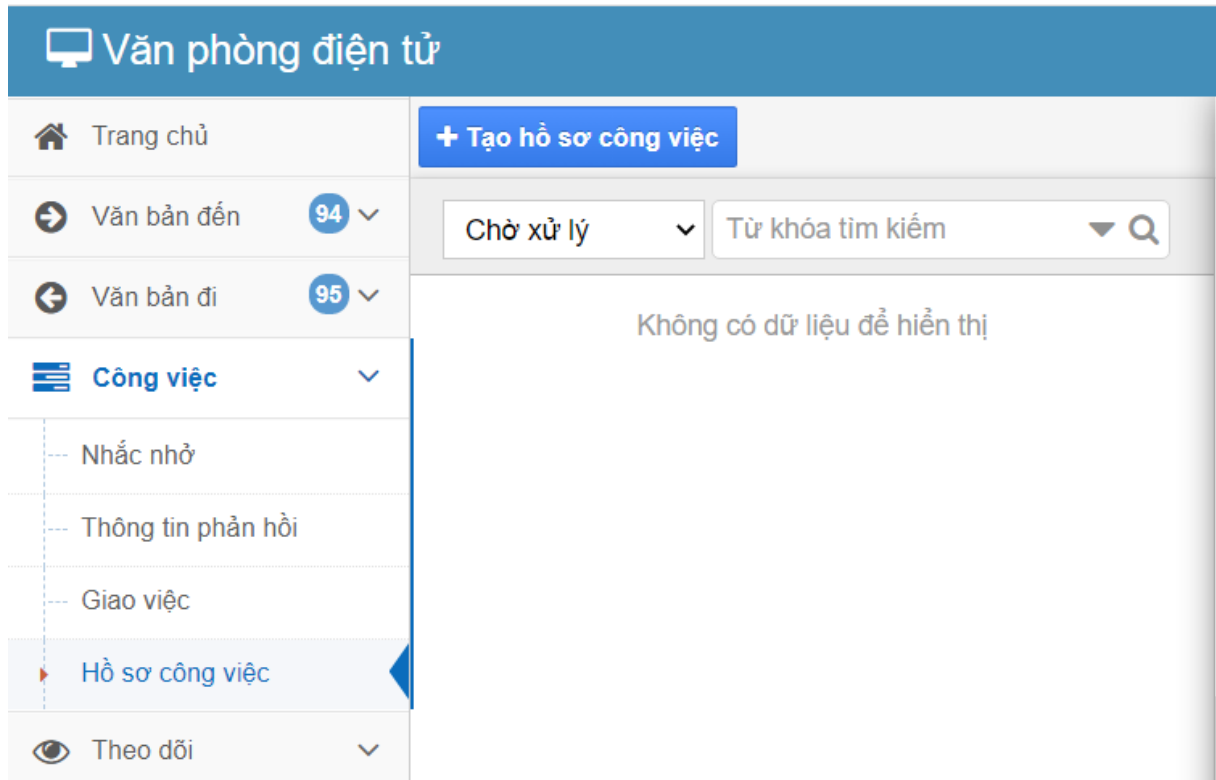 Văn phòng điện tử
Trang chủ
Văn bản đến 94
Văn bản đi 95
Công việc
Nhắc nhở
Thông tin phản hồi
Giao việc
Hồ sơ công việc
Theo dõi
+ Tạo hồ sơ công việc
Chờ xử lý Từ khóa tìm kiếm
Không có dữ liệu để hiển thị